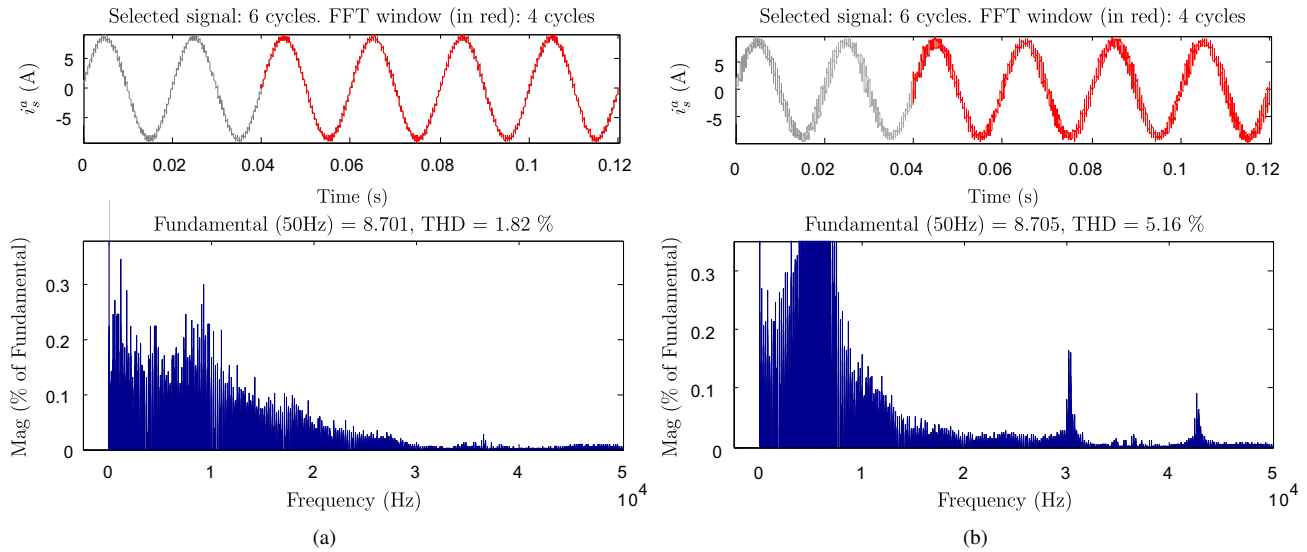 Selected signal: 6 cycles. FFT window (in red): 4 cycles
5
0
-5
i_s^a (A)
0 0.02 0.04 0.06 0.08 0.1 0.12
Time (s)
Fundamental (50Hz) = 8.701, THD = 1.82 %
0.3
0.2
0.1
0
Mag (% of Fundamental)
0 1 2 3 4 5
10^4
Frequency (Hz)
(a)
Selected signal: 6 cycles. FFT window (in red): 4 cycles
5
0
-5
i_s^a (A)
0 0.02 0.04 0.06 0.08 0.1 0.12
Time (s)
Fundamental (50Hz) = 8.705, THD = 5.16 %
0.3
0.2
0.1
0
Mag (% of Fundamental)
0 1 2 3 4 5
10^4
Frequency (Hz)
(b)